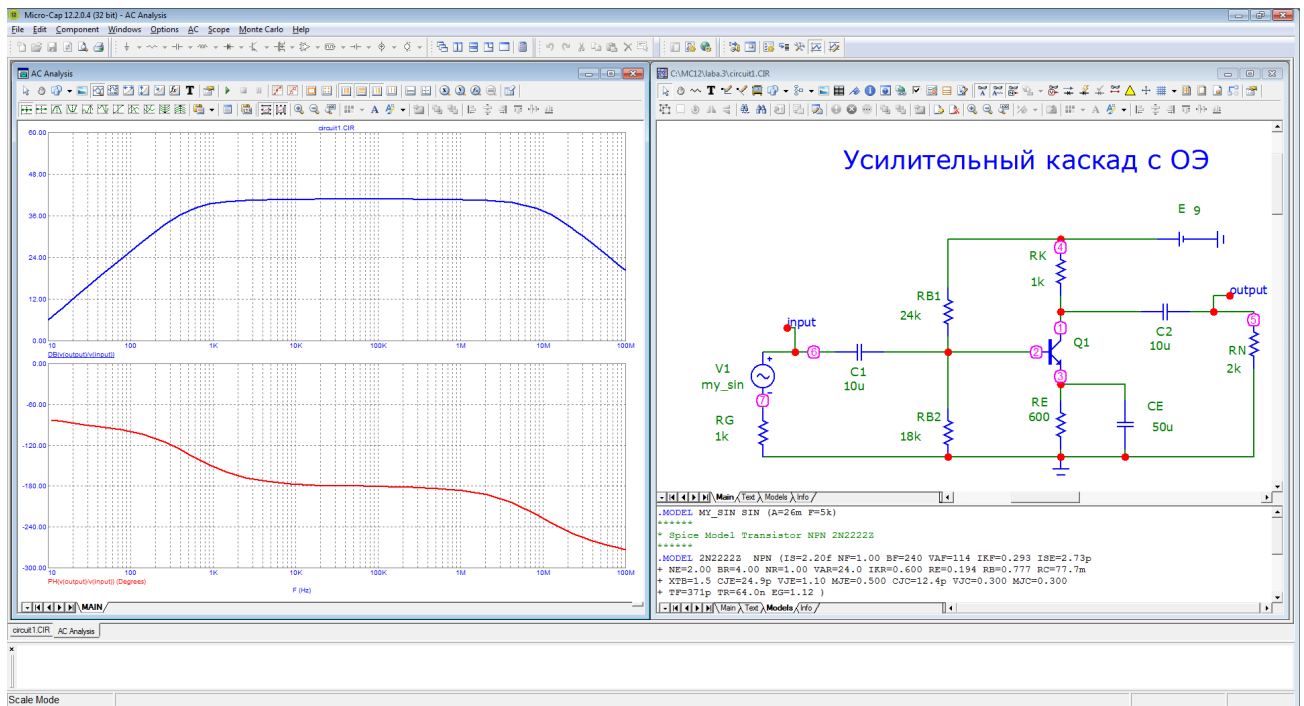 Micro-Cap 12.2.0.4 (32 bit) - AC Analysis
File Edit Component Windows Options AC Scope Monte Carlo Help
AC Analysis
circuit1.CIR
60.00
48.00
36.00
24.00
12.00
0.00
10 100 1K 10K 100K 1M 10M 100M
DB(v(output)/v(input))
0.00
-60.00
-120.00
-180.00
-240.00
-300.00
10 100 1K 10K 100K 1M 10M 100M
PH(v(output)/v(input)) (Degrees)
F (Hz)
MAIN
C:\MC12\laba.3\circuit1.CIR
Усилительный каскад с ОЭ
E 9
4
RK
1k
RB1
24k
input
output
1
C2
10u
5
RN
2k
6
C1
10u
2
Q1
3
V1
my_sin
7
RG
1k
RB2
18k
RE
600
CE
50u
Main Text Models Info
.MODEL MY_SIN SIN (A=26m F=5k)
******
* Spice Model Transistor NPN 2N2222Z
******
.MODEL 2N2222Z NPN (IS=2.20f NF=1.00 BF=240 VAF=114 IKF=0.293 ISE=2.73p
+ NE=2.00 BR=4.00 NR=1.00 VAR=24.0 IKR=0.600 RE=0.194 RB=0.777 RC=77.7m
+ XTB=1.5 CJE=24.9p VJE=1.10 MJE=0.500 CJC=12.4p VJC=0.300 MJC=0.300
+ TF=371p TR=64.0n EG=1.12 )
Main Text Models Info
circuit1.CIR AC Analysis
Scale Mode